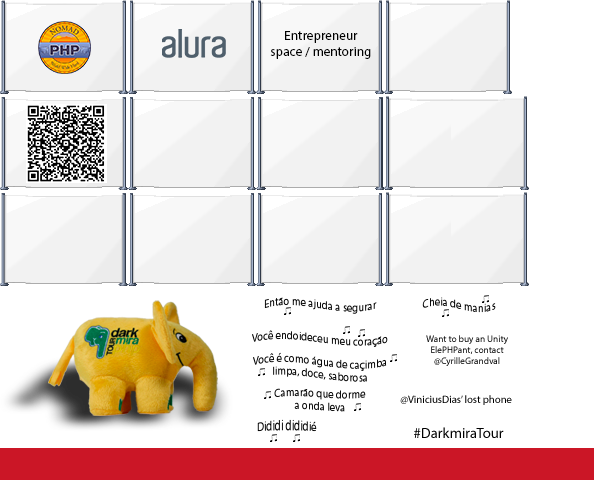 NOMAD
PHP
alura
Entrepreneur
space / mentoring
dark
mira
TOUR
Então me ajuda a segurar
Você endoideceu meu coração
Você é como água de caçimba
limpa, doce, saborosa
Camarão que dorme
a onda leva
Dididi dididié
Cheia de manias
Want to buy an Unity
ElePHPant, contact
@CyrilleGrandval
@ViniciusDias' lost phone
#DarkmiraTour